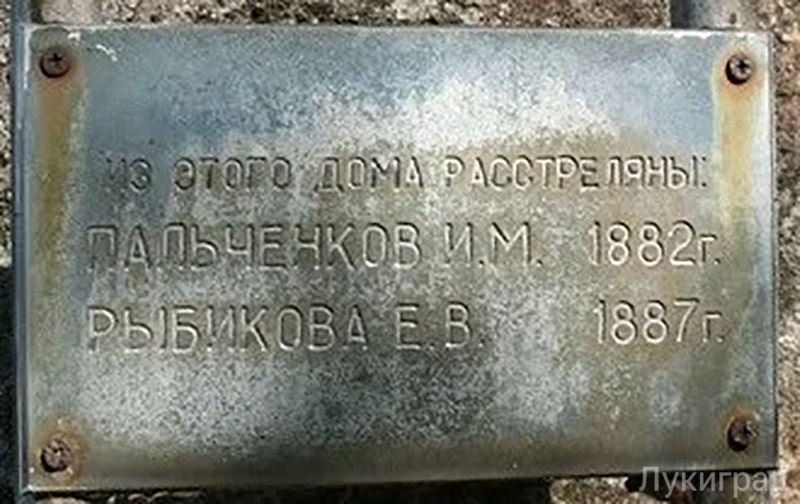 ИЗ ЭТОГО ДОМА РАССТРЕЛЯНЫ:
ПАЛЬЧЕНКОВ И.М. 1882г.
РЫБИКОВА Е.В. 1887г.
Лукиград